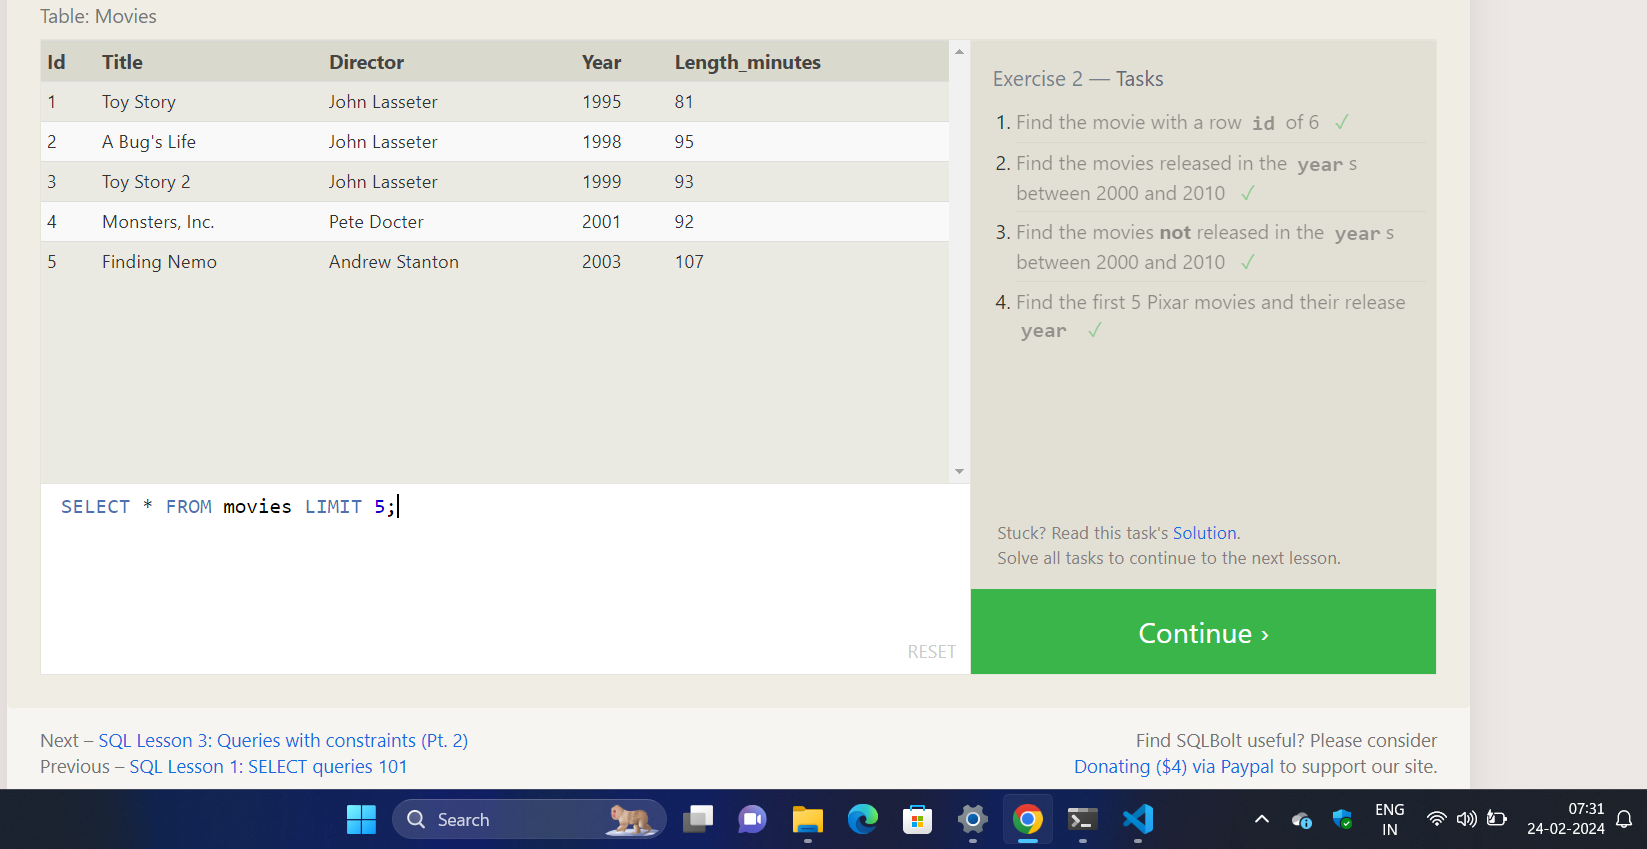 Table: Movies
Id Title Director Year Length_minutes
1 Toy Story John Lasseter 1995 81
2 A Bug's Life John Lasseter 1998 95
3 Toy Story 2 John Lasseter 1999 93
4 Monsters, Inc. Pete Docter 2001 92
5 Finding Nemo Andrew Stanton 2003 107
SELECT * FROM movies LIMIT 5;
RESET
Exercise 2 — Tasks
1. Find the movie with a row id of 6 ✓
2. Find the movies released in the year s
between 2000 and 2010 ✓
3. Find the movies not released in the year s
between 2000 and 2010 ✓
4. Find the first 5 Pixar movies and their release
year ✓
Stuck? Read this task's Solution.
Solve all tasks to continue to the next lesson.
Continue ›
Next – SQL Lesson 3: Queries with constraints (Pt. 2)
Previous – SQL Lesson 1: SELECT queries 101
Find SQLBolt useful? Please consider
Donating ($4) via Paypal to support our site.
Search
ENG
IN
07:31
24-02-2024